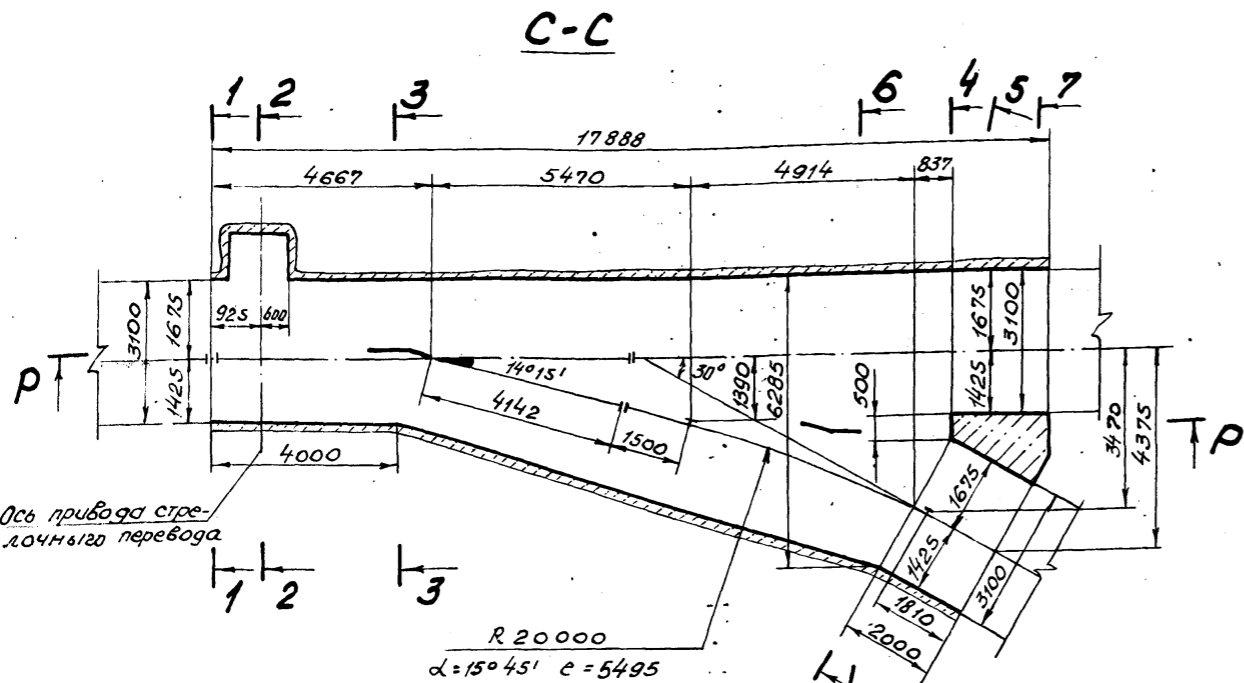 С-С
1 2 3 6 4 5 7
17888
4667 5470 4914 837
3100 1675 925 600
1675 3100
P 14°15' 30° 1390 6285 500 1425 3470 4375 P
1425 4142 1500
4000
1675
Ось привода стре-
лочного перевода
1425 3100
1810
2000
1 2 3
R 20000
α=15°45' е=5495